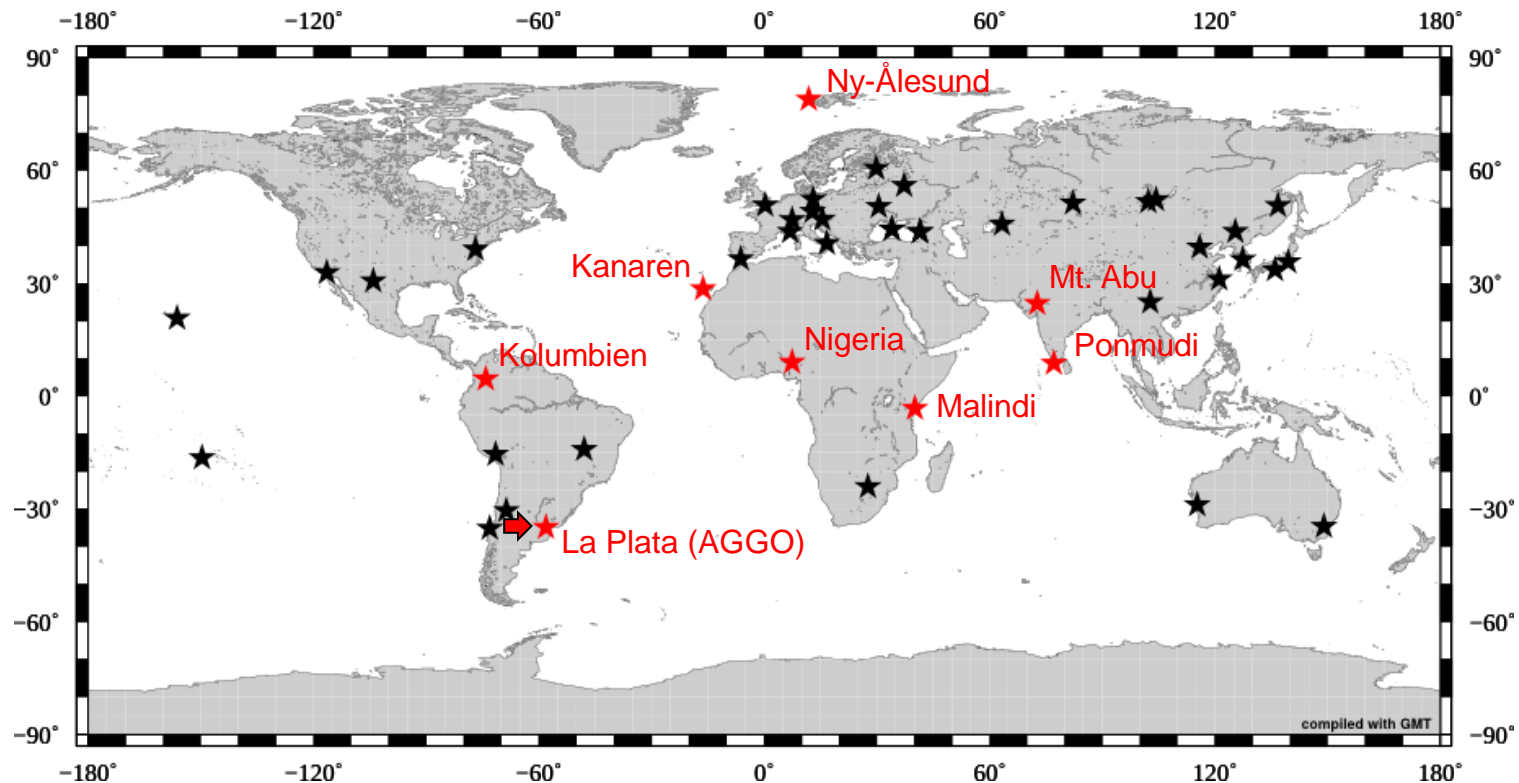 −180˚ −120˚ −60˚ 0˚ 60˚ 120˚ 180˚
90˚ 90˚
Ny-Ålesund
60˚ 60˚
Kanaren
Mt. Abu
30˚ 30˚
Nigeria
Ponmudi
Kolumbien
0˚ 0˚
Malindi
−30˚ −30˚
La Plata (AGGO)
−60˚ −60˚
compiled with GMT
−90˚ −90˚
−180˚ −120˚ −60˚ 0˚ 60˚ 120˚ 180˚